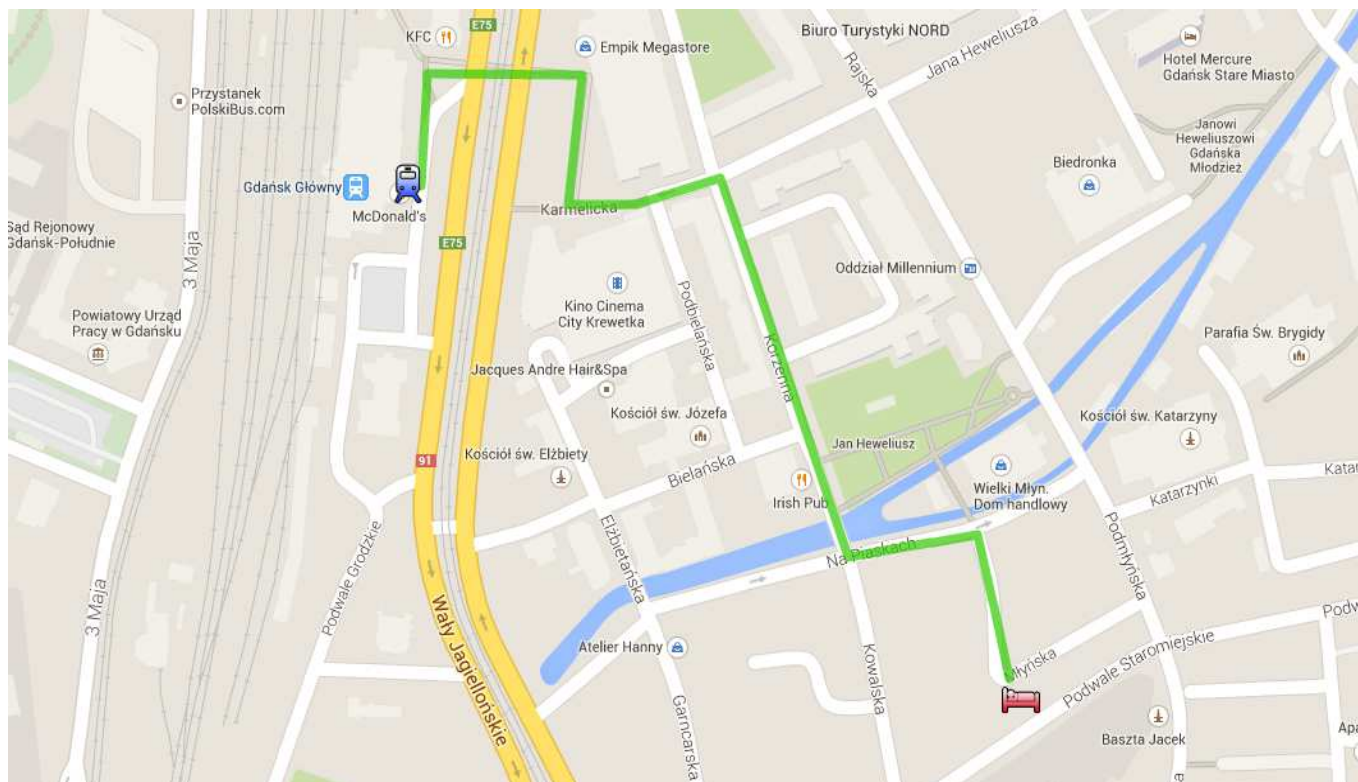 E75
KFC
Empik Megastore
Biuro Turystyki NORD
Rajska
Jana Heweliusza
Hotel Mercure
Gdańsk Stare Miasto
Przystanek
PolskiBus.com
Janowi
Heweliuszowi
Gdańska
Młodzież
Biedronka
Gdańsk Główny
McDonald's
Karmelicka
Sąd Rejonowy
Gdańsk-Południe
3 Maja
E75
Oddział Millennium
Podbielańska
Kino Cinema
City Krewetka
Powiatowy Urząd
Pracy w Gdańsku
Korzenna
Parafia Św. Brygidy
Jacques Andre Hair&Spa
Kościół św. Józefa
Jan Heweliusz
Kościół św. Katarzyny
Kościół św. Elżbiety
91
Bielańska
Irish Pub
Wielki Młyn.
Dom handlowy
Katarzynki
Elżbietańska
Podmłyńska
Na Piaskach
Podwale Grodzkie
3 Maja
Wały Jagiellońskie
Atelier Hanny
Kowalska
Młyńska
Podwale Staromiejskie
Garncarska
Baszta Jacek